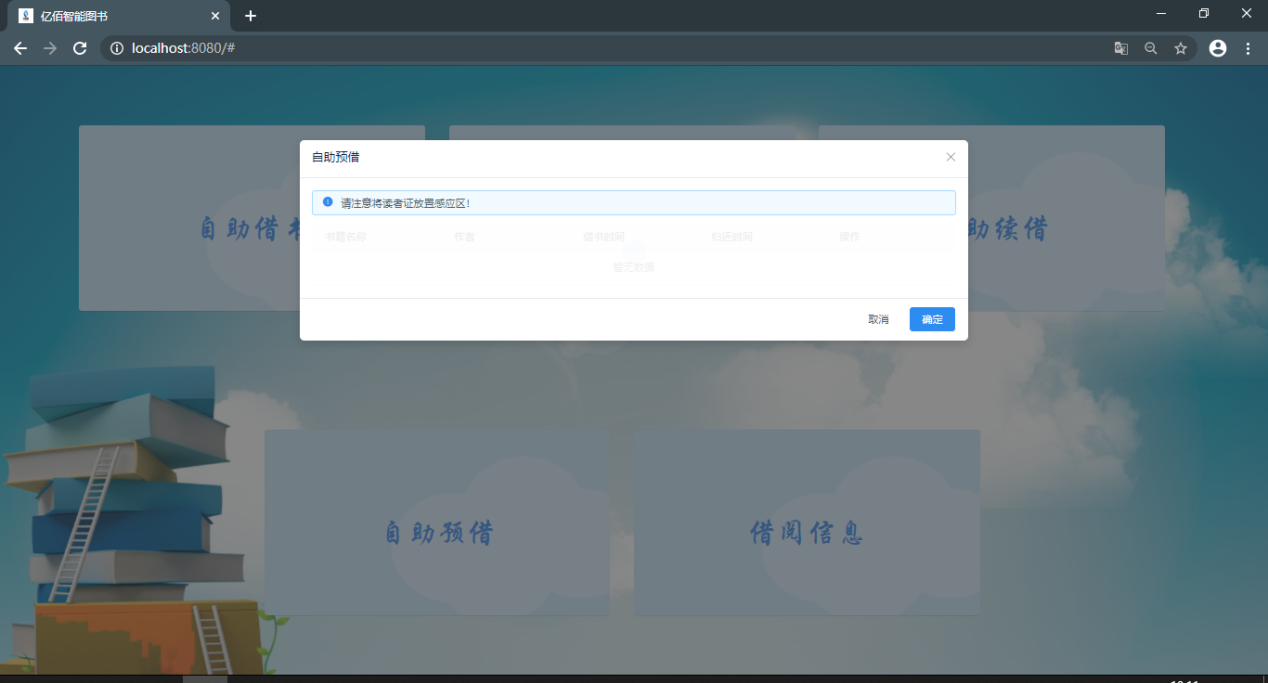 亿佰智能图书
localhost:8080/#
自助预借
请注意将读者证放置感应区!
书籍名称 作者 借书时间 归还时间 操作
暂无数据
取消 确定
自助借
助续借
自助预借
借阅信息